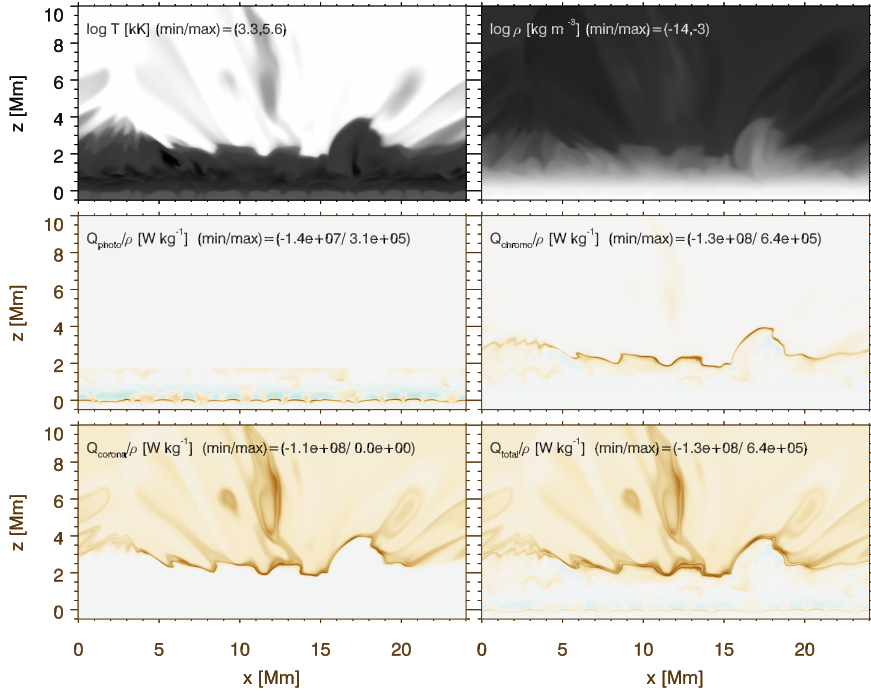 log T [kK] (min/max)=(3.3,5.6)
log ρ [kg m⁻³] (min/max)=(-14,-3)
10
8
6
4
2
0
z [Mm]
Q_photo/ρ [W kg⁻¹] (min/max)=(-1.4e+07/ 3.1e+05)
Q_chromo/ρ [W kg⁻¹] (min/max)=(-1.3e+08/ 6.4e+05)
10
8
6
4
2
0
z [Mm]
Q_corona/ρ [W kg⁻¹] (min/max)=(-1.1e+08/ 0.0e+00)
Q_total/ρ [W kg⁻¹] (min/max)=(-1.3e+08/ 6.4e+05)
10
8
6
4
2
0
z [Mm]
0 5 10 15 20
0 5 10 15 20
x [Mm]
x [Mm]